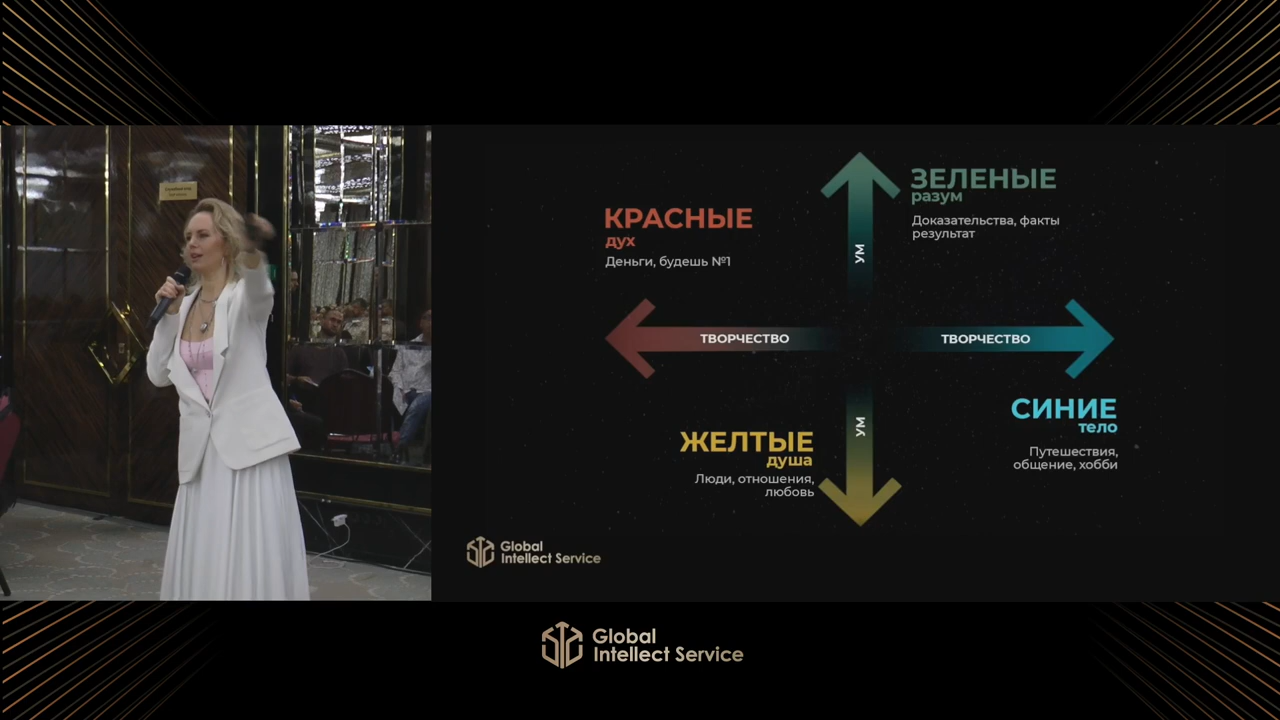 КРАСНЫЕ
дух
Деньги, будешь №1
УМ
ЗЕЛЕНЫЕ
разум
Доказательства, факты
результат
ТВОРЧЕСТВО
ТВОРЧЕСТВО
ЖЕЛТЫЕ
душа
Люди, отношения,
любовь
УМ
СИНИЕ
тело
Путешествия,
общение, хобби
Global
Intellect Service
Global
Intellect Service